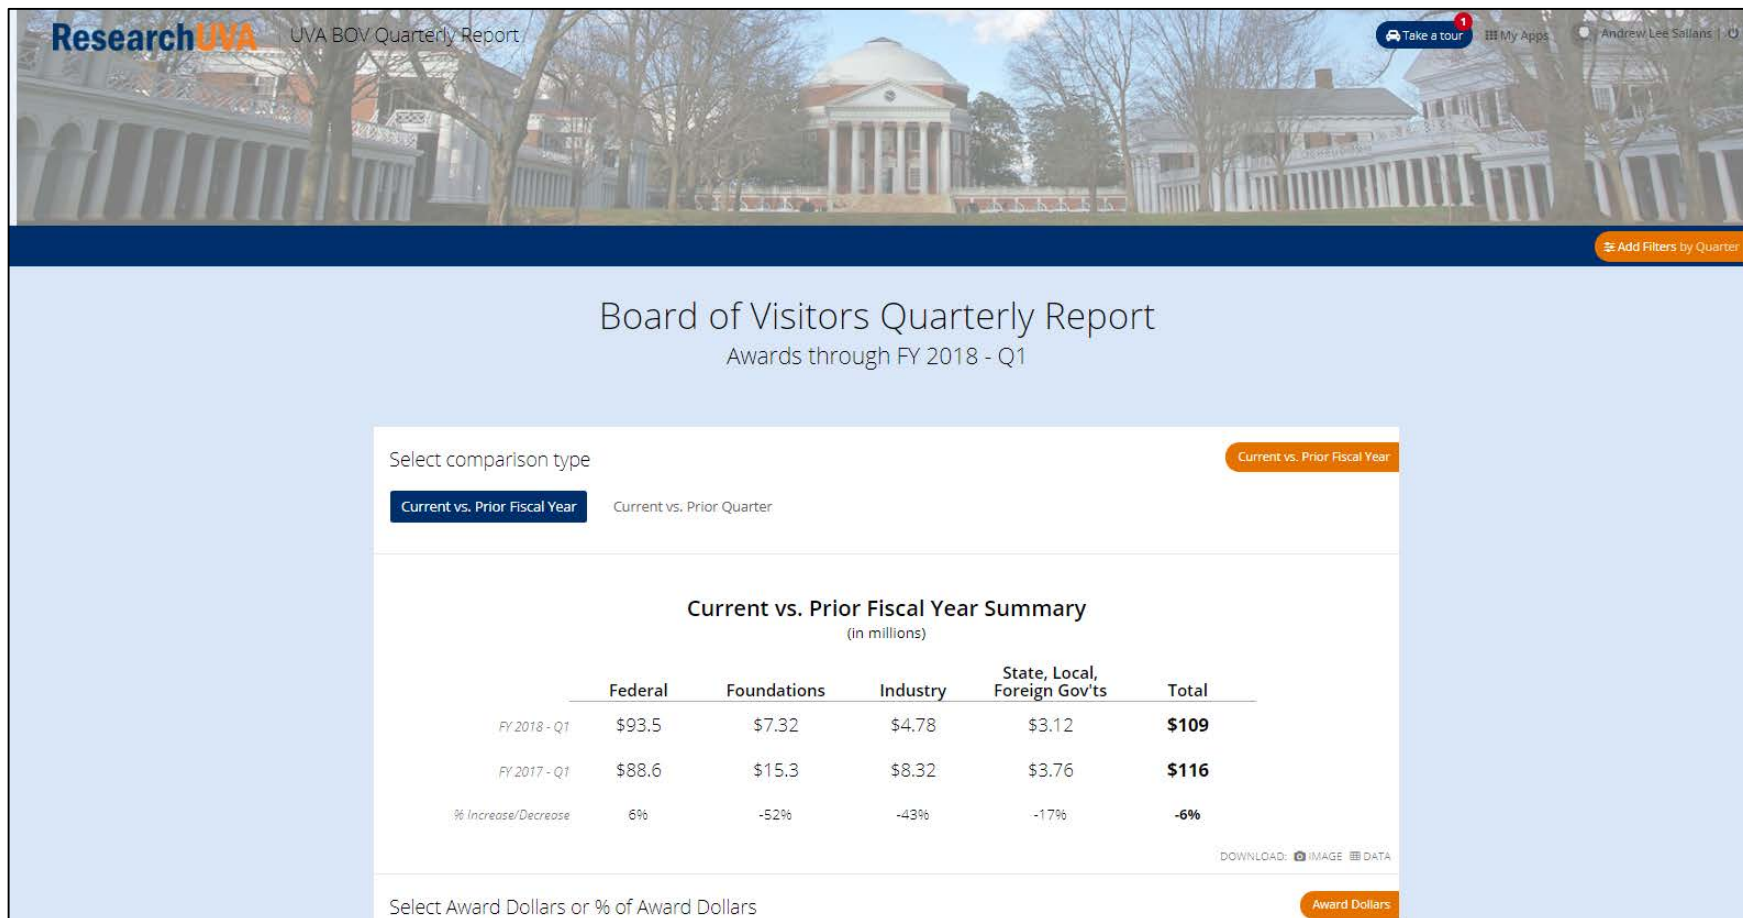 ResearchUVA UVA BOV Quarterly Report 1 Take a tour My Apps Andrew Lee Sallans |
Add Filters by Quarter
Board of Visitors Quarterly Report
Awards through FY 2018 - Q1
Select comparison type Current vs. Prior Fiscal Year
Current vs. Prior Fiscal Year Current vs. Prior Quarter
Current vs. Prior Fiscal Year Summary
(in millions)
State, Local,
Federal Foundations Industry Foreign Gov'ts Total
FY 2018 - Q1 $93.5 $7.32 $4.78 $3.12 $109
FY 2017 - Q1 $88.6 $15.3 $8.32 $3.76 $116
% Increase/Decrease 6% -52% -43% -17% -6%
DOWNLOAD: IMAGE DATA
Select Award Dollars or % of Award Dollars Award Dollars